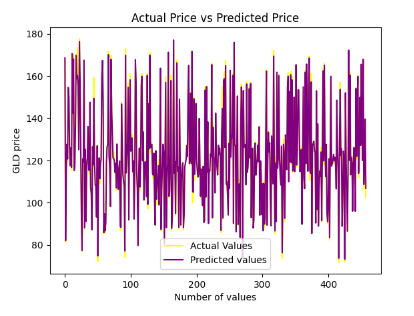 Actual Price vs Predicted Price
GLD price
180
160
140
120
100
80
0
100
200
300
400
Number of values
Actual Values
Predicted values